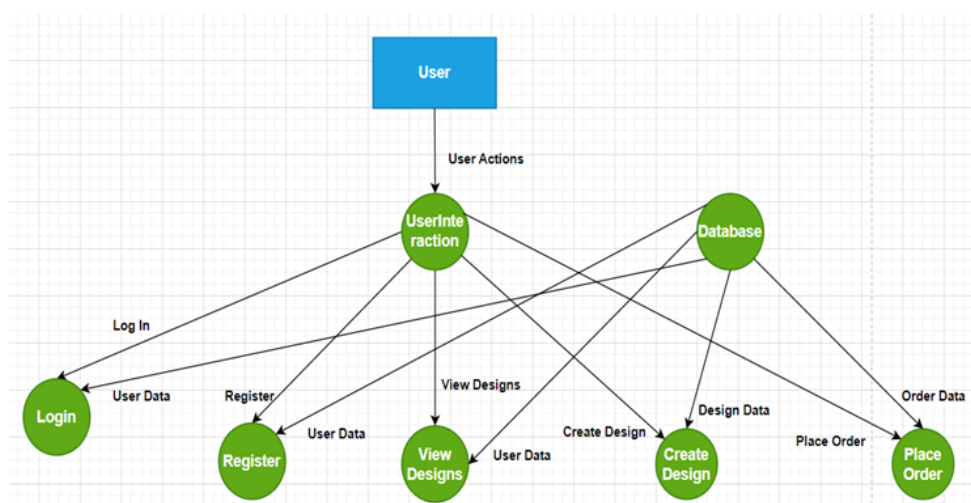 User
User Actions
UserInte
raction
Database
Log In
User Data
Register
User Data
View Designs
User Data
Create Design
Design Data
Place Order
Order Data
Login
Register
View
Designs
Create
Design
Place
Order